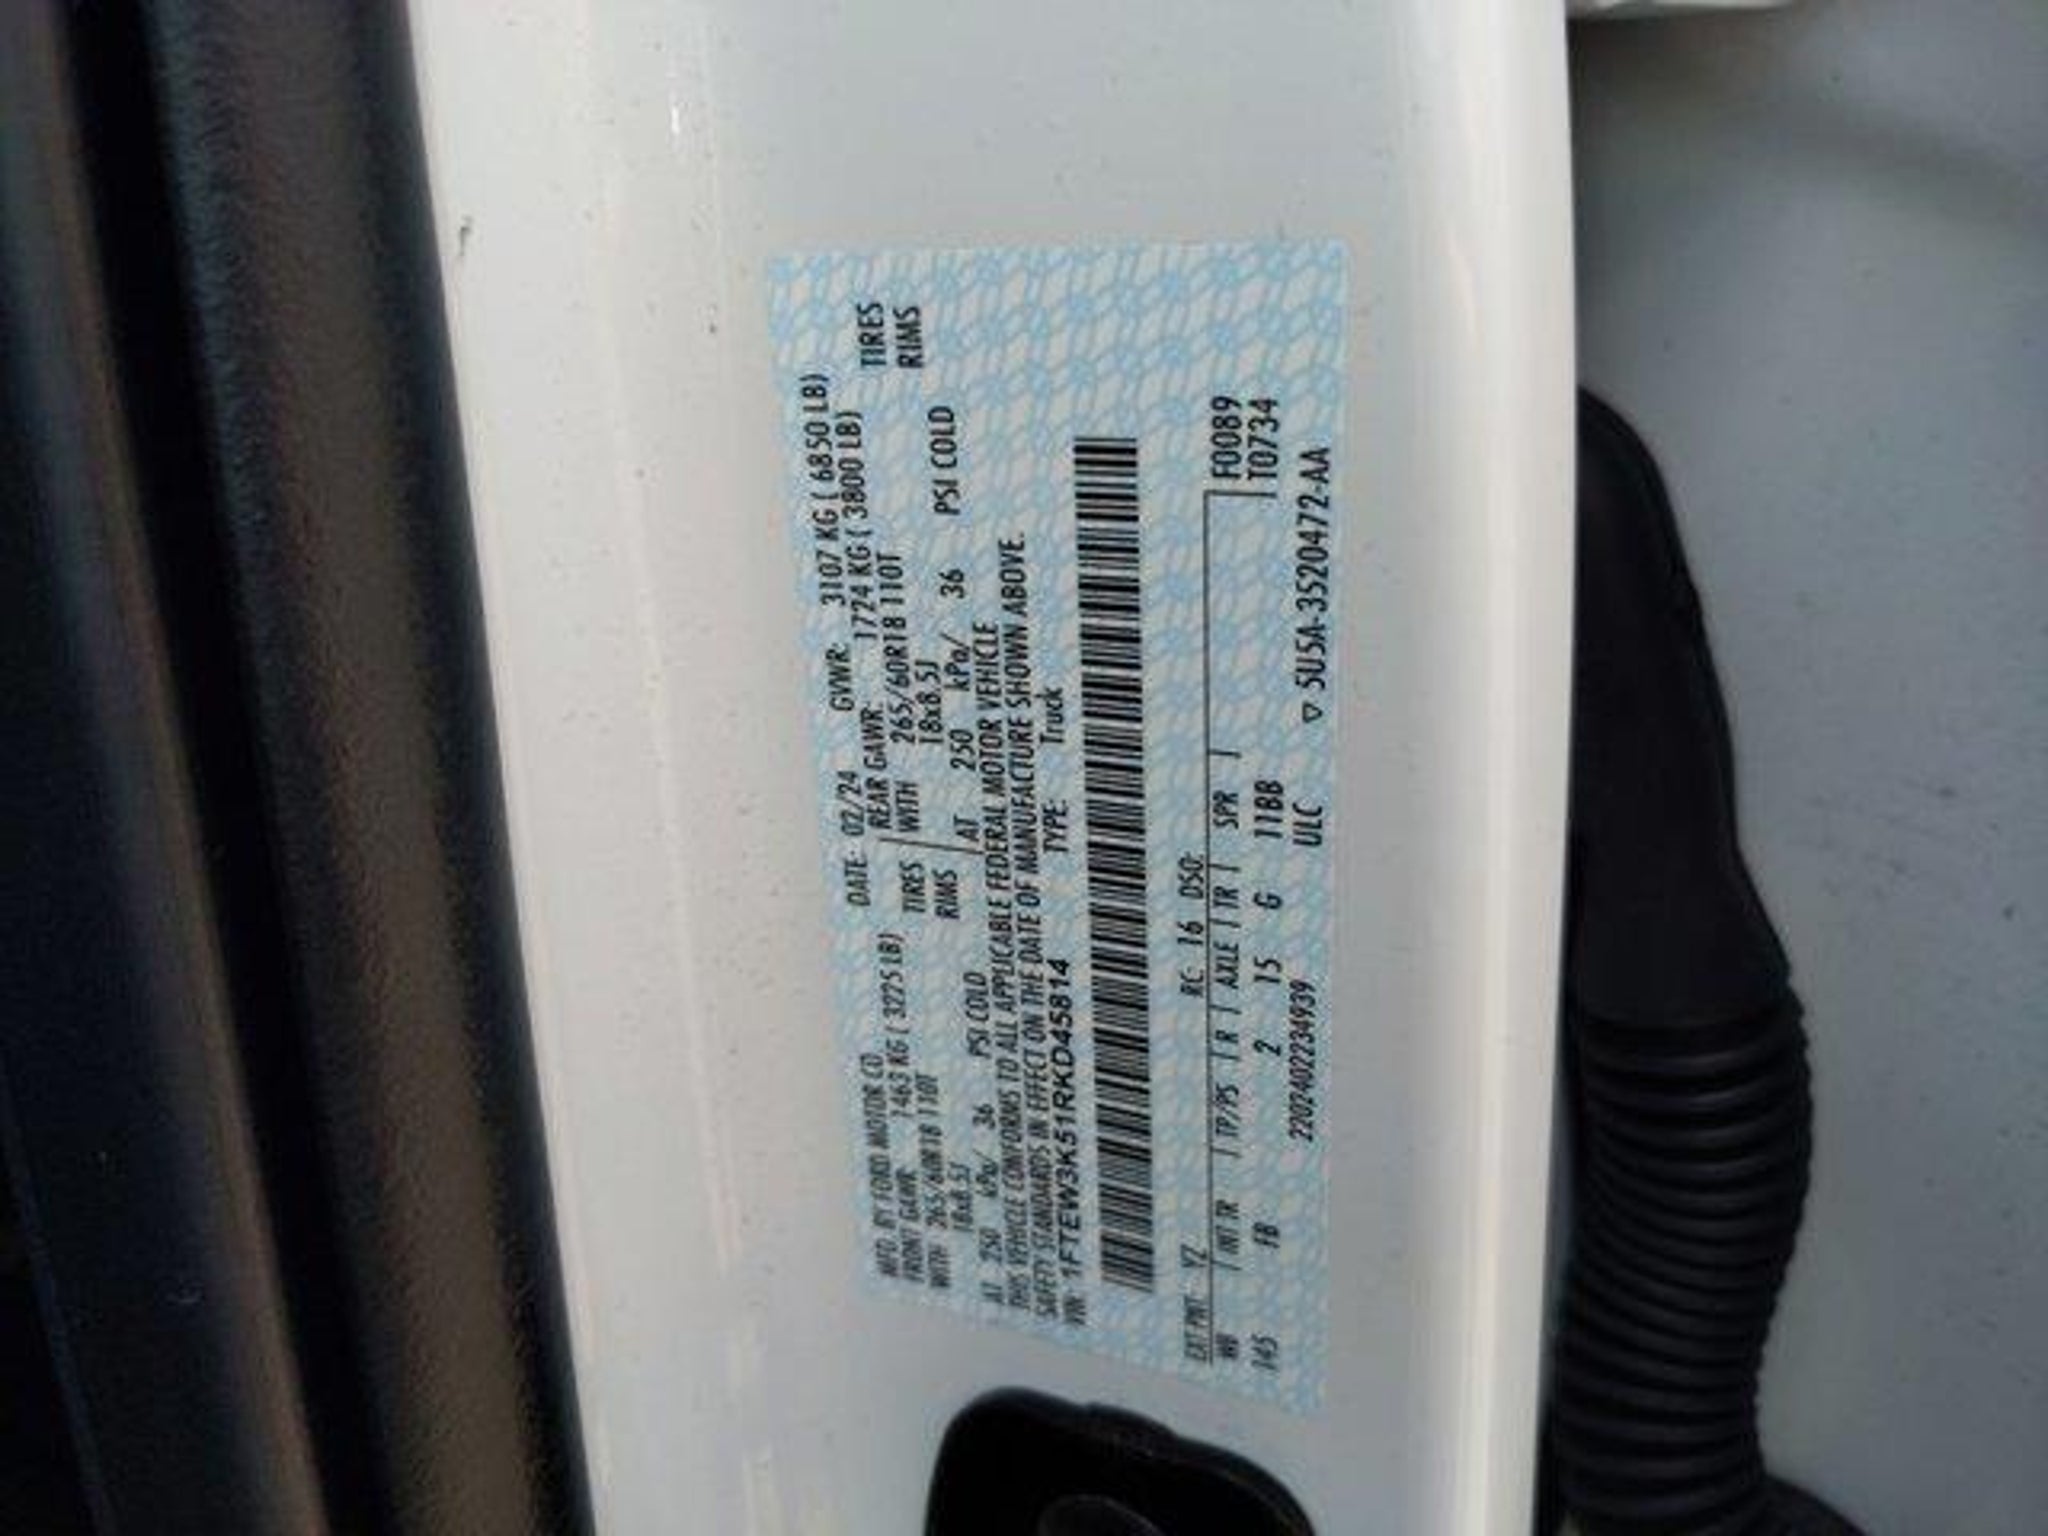 MFD. BY FORD MOTOR CO. DATE: 02/24 GVWR: 3107 KG ( 6850 LB)
FRONT GAWR: 1463 KG ( 3225 LB) REAR GAWR: 1724 KG ( 3800 LB)
WITH 265/60R18 110T TIRES WITH 265/60R18 110T TIRES
18x8.5J RIMS 18x8.5J RIMS
AT 250 kPa/ 36 PSI COLD AT 250 kPa/ 36 PSI COLD
THIS VEHICLE CONFORMS TO ALL APPLICABLE FEDERAL MOTOR VEHICLE
SAFETY STANDARDS IN EFFECT ON THE DATE OF MANUFACTURE SHOWN ABOVE.
VIN: 1FTEW3K51RKD45814 TYPE: Truck
EXT PNT: YZ RC: 16 DSO:
WB INT TR TP/PS R AXLE TR SPR F0089
145 1B 2 15 G 11BB T0734
220240223​4939 ULC ▽ 5U5A-3520472-AA